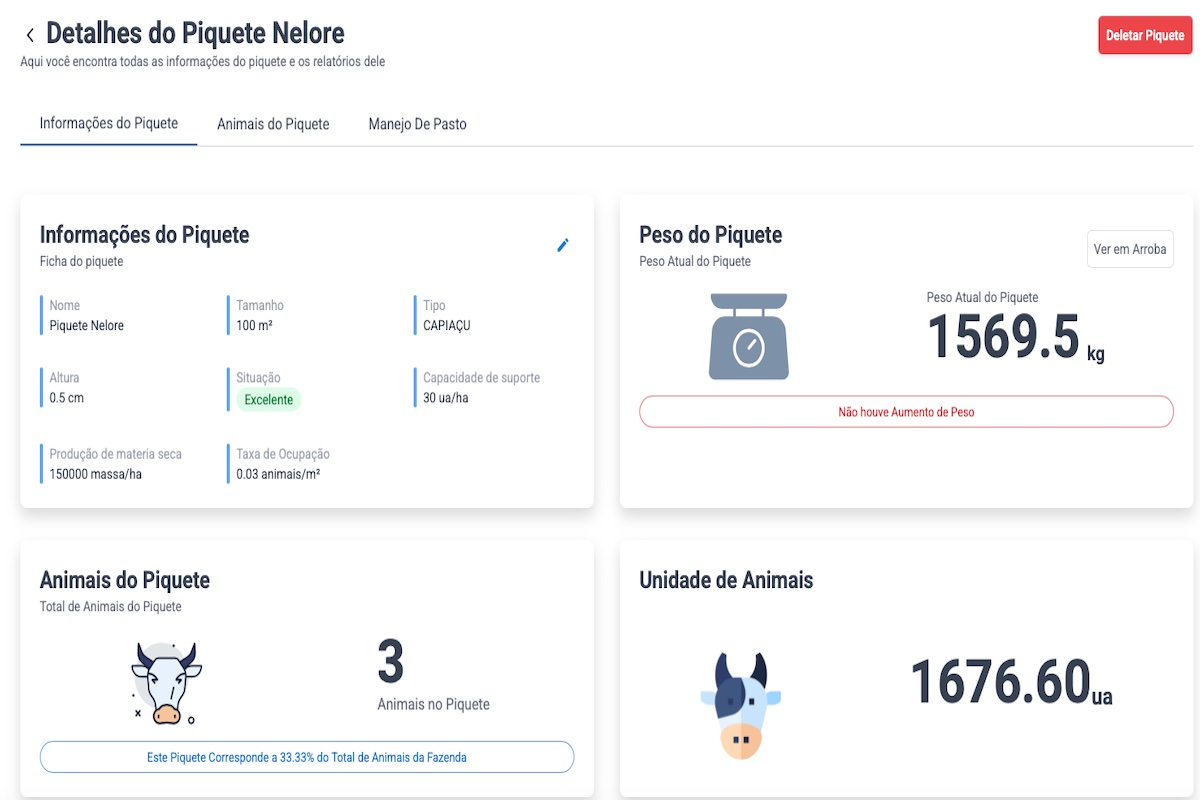 Detalhes do Piquete Nelore
Deletar Piquete
Aqui você encontra todas as informações do piquete e os relatórios dele
Informações do Piquete
Animais do Piquete
Manejo De Pasto
Informações do Piquete
Ficha do piquete
Nome
Piquete Nelore
Tamanho
100 m²
Tipo
CAPIAÇU
Altura
0.5 cm
Situação
Excelente
Capacidade de suporte
30 ua/ha
Produção de materia seca
150000 massa/ha
Taxa de Ocupação
0.03 animais/m²
Peso do Piquete
Peso Atual do Piquete
Ver em Arroba
Peso Atual do Piquete
1569.5 kg
Não houve Aumento de Peso
Animais do Piquete
Total de Animais do Piquete
3
Animais no Piquete
Este Piquete Corresponde a 33.33% do Total de Animais da Fazenda
Unidade de Animais
1676.60ua